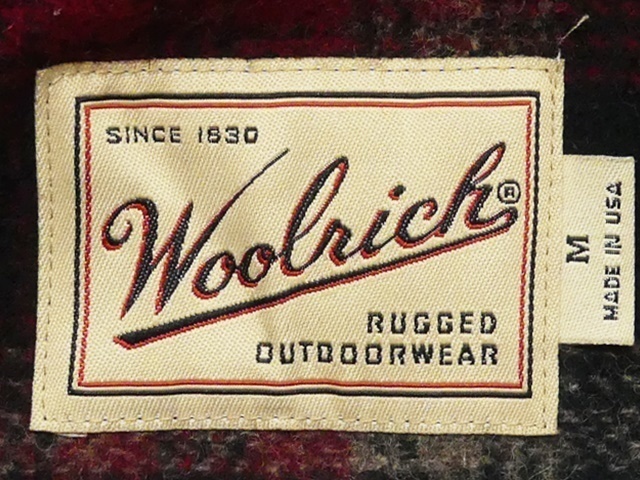 SINCE 1830
Woolrich®
RUGGED
OUTDOORWEAR
M
MADE IN USA